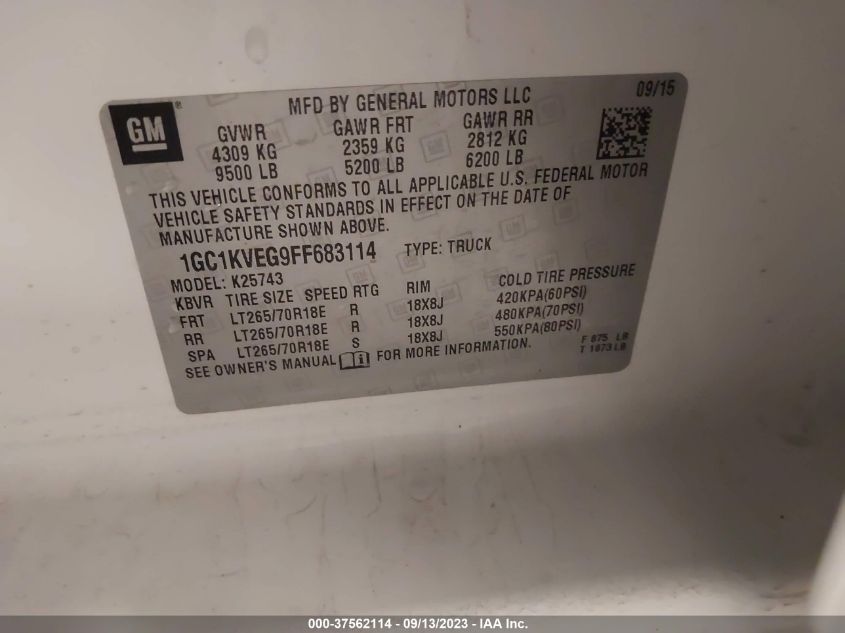 GM
®
MFD BY GENERAL MOTORS LLC
09/15
GVWR GAWR FRT GAWR RR
4309 KG 2359 KG 2812 KG
9500 LB 5200 LB 6200 LB
THIS VEHICLE CONFORMS TO ALL APPLICABLE U.S. FEDERAL MOTOR
VEHICLE SAFETY STANDARDS IN EFFECT ON THE DATE OF
MANUFACTURE SHOWN ABOVE.
1GC1KVEG9FF683114 TYPE: TRUCK
MODEL: K25743
KBVR TIRE SIZE SPEED RTG RIM COLD TIRE PRESSURE
FRT LT265/70R18E R 18X8J 420KPA(60PSI)
RR LT265/70R18E R 18X8J 480KPA(70PSI)
SPA LT265/70R18E S 18X8J 550KPA(80PSI)
SEE OWNER'S MANUAL FOR MORE INFORMATION.
F 875 LB
T 1873 LB
000-37562114 - 09/13/2023 - IAA Inc.